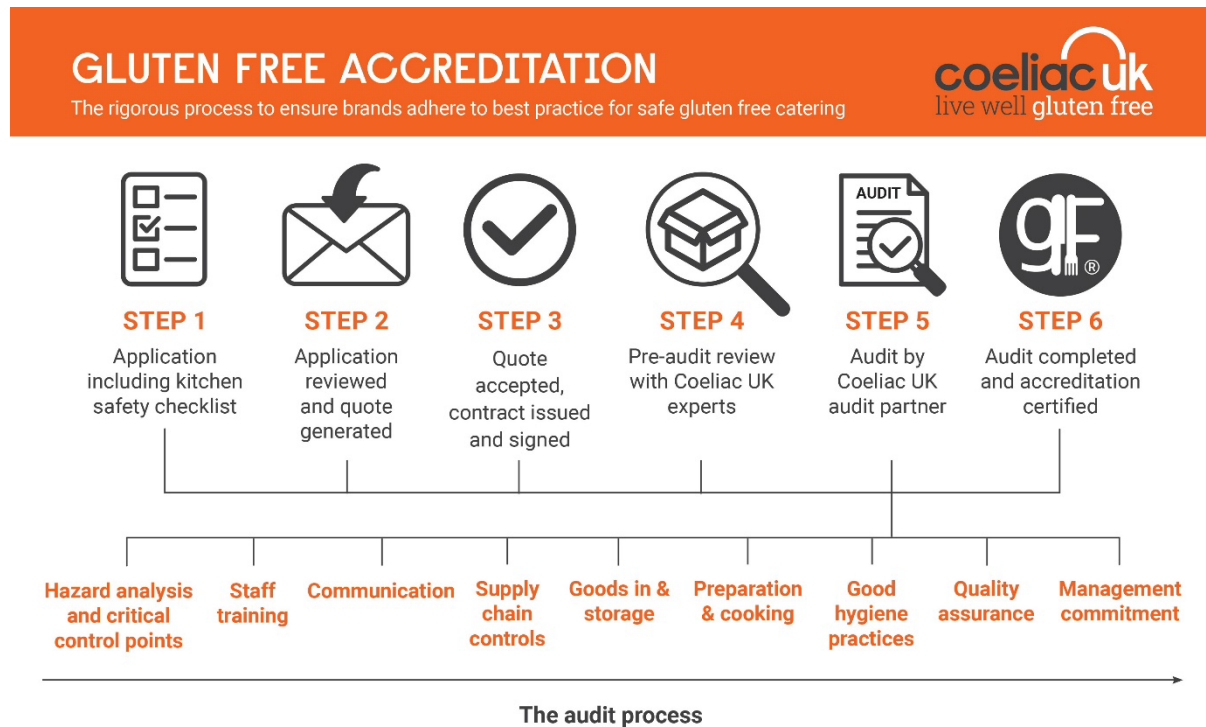 GLUTEN FREE ACCREDITATION
The rigorous process to ensure brands adhere to best practice for safe gluten free catering
coeliac uk
live well gluten free
AUDIT
gF®
STEP 1
Application
including kitchen
safety checklist
STEP 2
Application
reviewed
and quote
generated
STEP 3
Quote
accepted,
contract issued
and signed
STEP 4
Pre-audit review
with Coeliac UK
experts
STEP 5
Audit by
Coeliac UK
audit partner
STEP 6
Audit completed
and accreditation
certified
Hazard analysis
and critical
control points
Staff
training
Communication
Supply
chain
controls
Goods in &
storage
Preparation
& cooking
Good
hygiene
practices
Quality
assurance
Management
commitment
The audit process